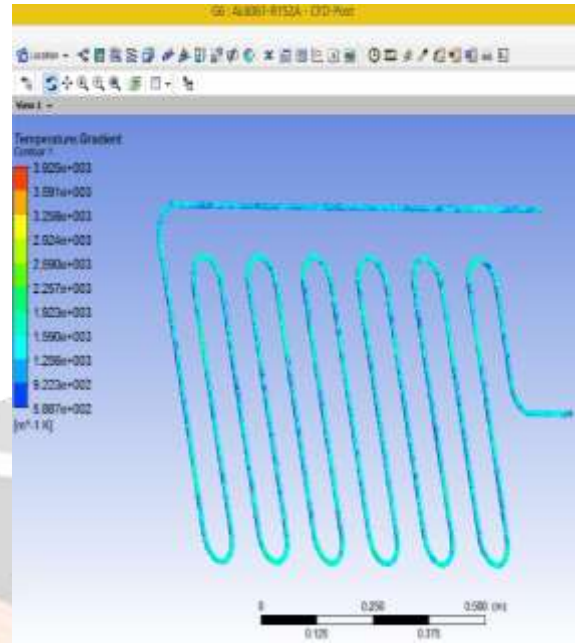 G6 : AL6061-R152A - CFD-Post
Location
View 1
Temperature.Gradient
Contour 1
3.925e+003
3.591e+003
3.258e+003
2.924e+003
2.590e+003
2.257e+003
1.923e+003
1.590e+003
1.256e+003
9.223e+002
5.887e+002
[m^-1 K]
0 0.250 0.500 (m)
0.125 0.375